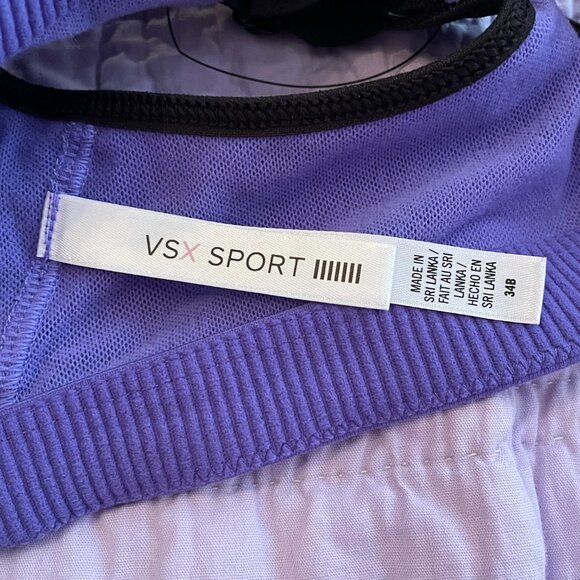 VSX SPORT
MADE IN
SRI LANKA /
FAIT AU SRI
LANKA /
HECHO EN
SRI LANKA
34B